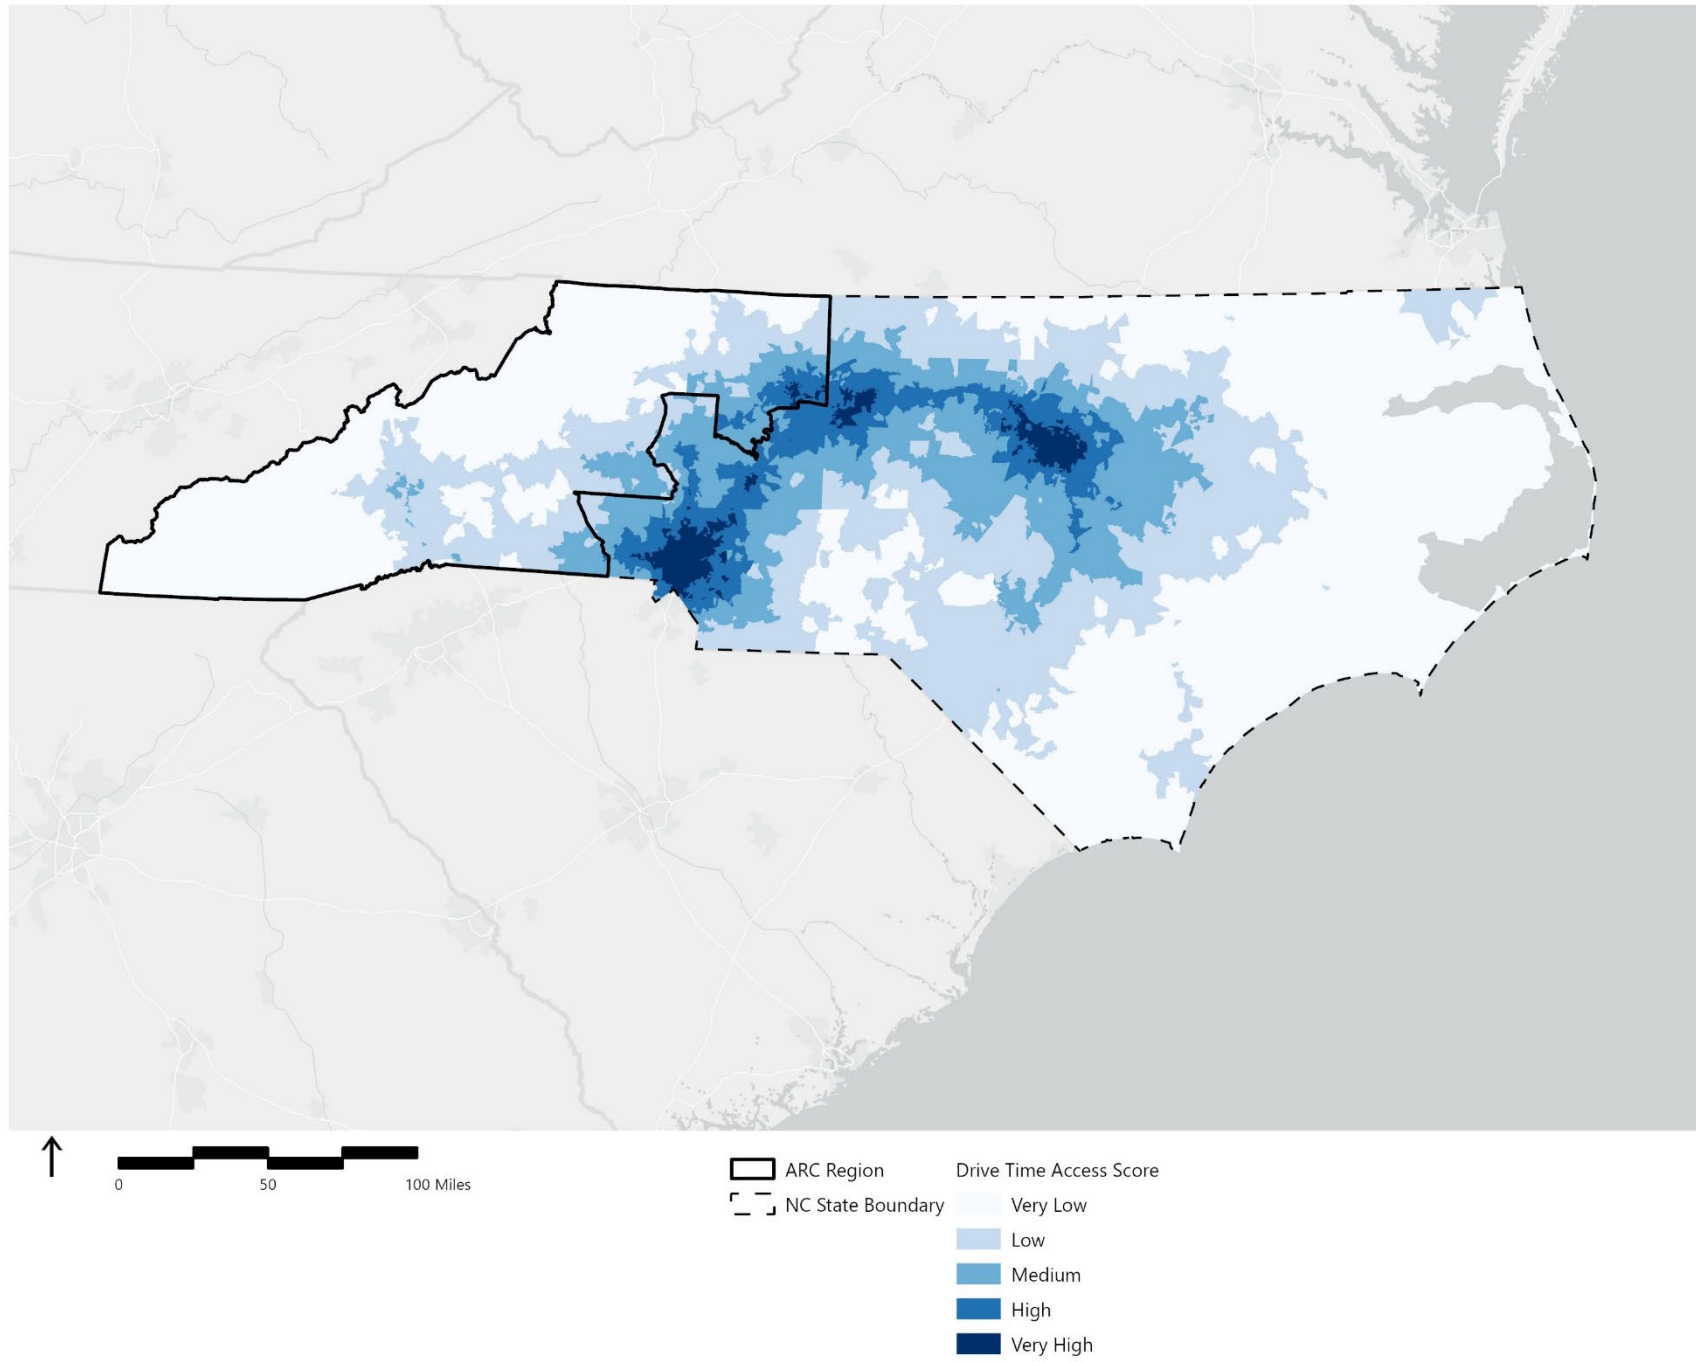 0 50 100 Miles
ARC Region
NC State Boundary
Drive Time Access Score
Very Low
Low
Medium
High
Very High